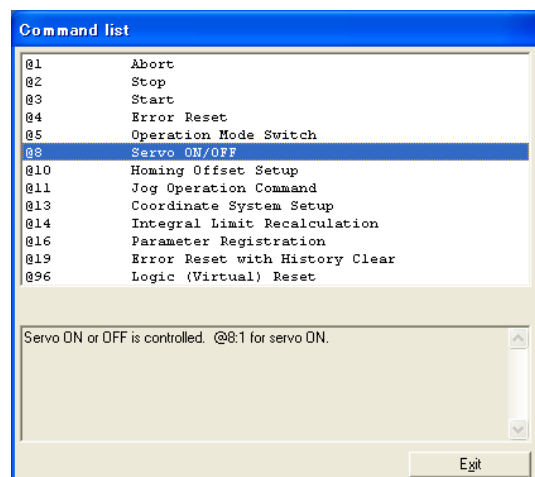 Command list
@1 Abort
@2 Stop
@3 Start
@4 Error Reset
@5 Operation Mode Switch
@8 Servo ON/OFF
@10 Homing Offset Setup
@11 Jog Operation Command
@13 Coordinate System Setup
@14 Integral Limit Recalculation
@16 Parameter Registration
@19 Error Reset with History Clear
@96 Logic (Virtual) Reset
Servo ON or OFF is controlled. @8:1 for servo ON.
Exit